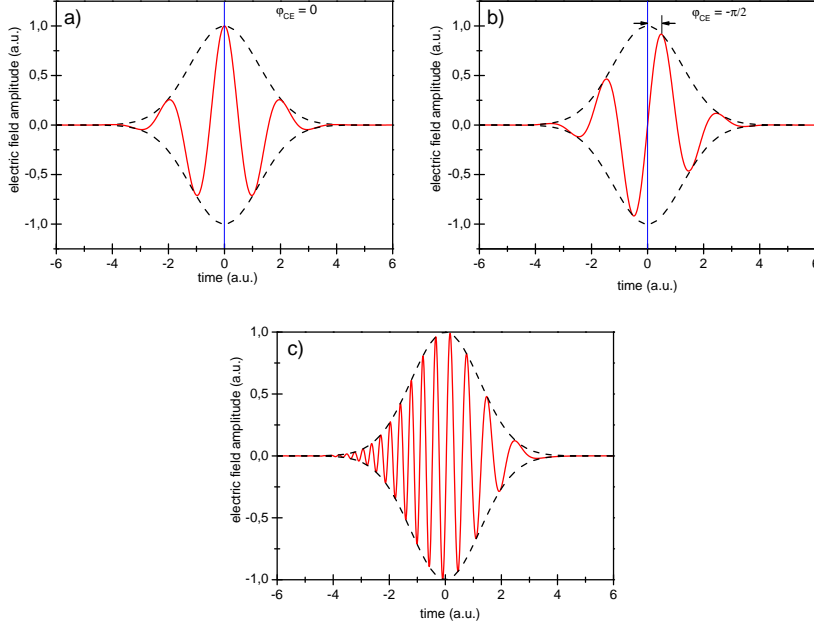 a)
φCE = 0
1,0
0,5
0,0
-0,5
-1,0
electric field amplitude (a.u.)
-6 -4 -2 0 2 4 6
time (a.u.)
b)
φCE = -π/2
1,0
0,5
0,0
-0,5
-1,0
electric field amplitude (a.u.)
-6 -4 -2 0 2 4 6
time (a.u.)
c)
1,0
0,5
0,0
-0,5
-1,0
electric field amplitude (a.u.)
-6 -4 -2 0 2 4 6
time (a.u.)